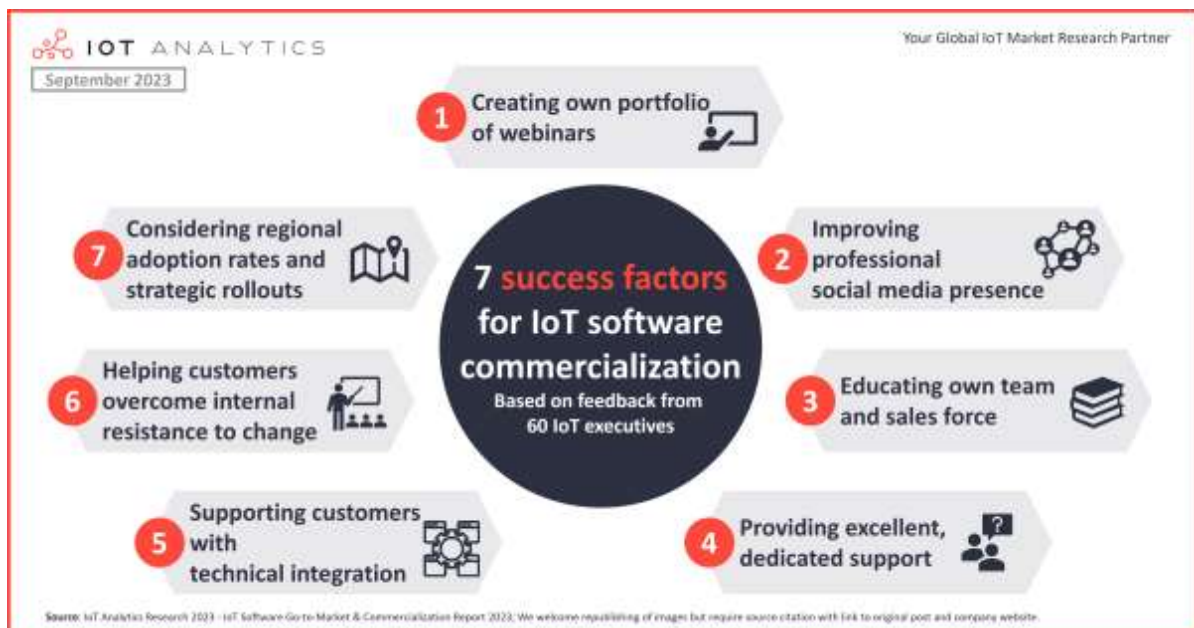 IOT ANALYTICS
Your Global IoT Market Research Partner
September 2023
1
Creating own portfolio
of webinars
7
Considering regional
adoption rates and
strategic rollouts
2
Improving
professional
social media presence
7 success factors
for IoT software
commercialization
Based on feedback from
60 IoT executives
6
Helping customers
overcome internal
resistance to change
3
Educating own team
and sales force
5
Supporting customers
with
technical integration
4
Providing excellent,
dedicated support
?
Source: IoT Analytics Research 2023 - IoT Software Go-to-Market & Commercialization Report 2023; We welcome republishing of images but require source citation with link to original post and company website.